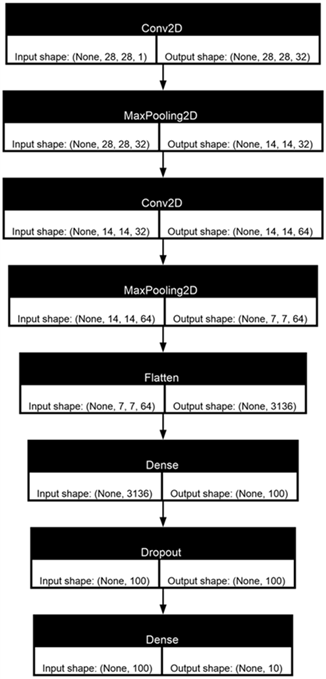 Conv2D
Input shape: (None, 28, 28, 1) Output shape: (None, 28, 28, 32)
MaxPooling2D
Input shape: (None, 28, 28, 32) Output shape: (None, 14, 14, 32)
Conv2D
Input shape: (None, 14, 14, 32) Output shape: (None, 14, 14, 64)
MaxPooling2D
Input shape: (None, 14, 14, 64) Output shape: (None, 7, 7, 64)
Flatten
Input shape: (None, 7, 7, 64) Output shape: (None, 3136)
Dense
Input shape: (None, 3136) Output shape: (None, 100)
Dropout
Input shape: (None, 100) Output shape: (None, 100)
Dense
Input shape: (None, 100) Output shape: (None, 10)